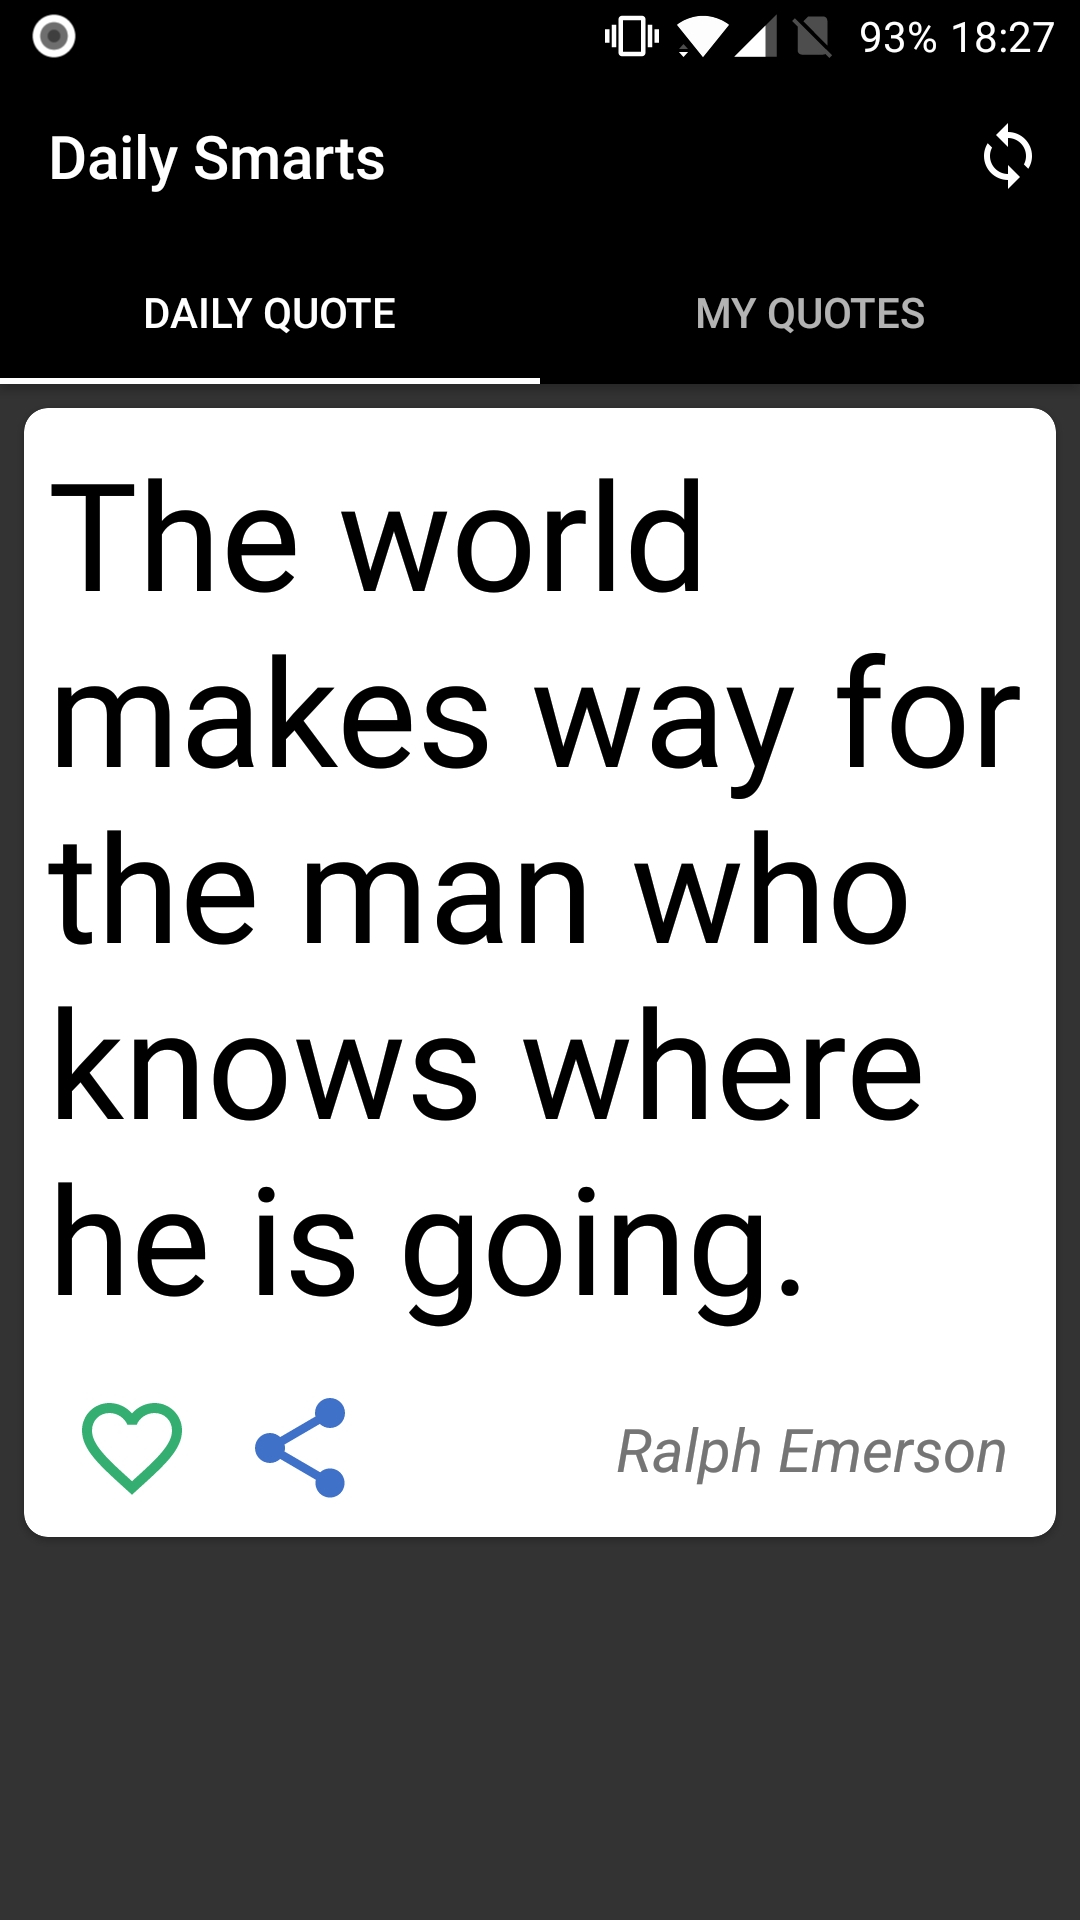 93% 18:27
Daily Smarts
DAILY QUOTE
MY QUOTES
The world
makes way for
the man who
knows where
he is going.
Ralph Emerson